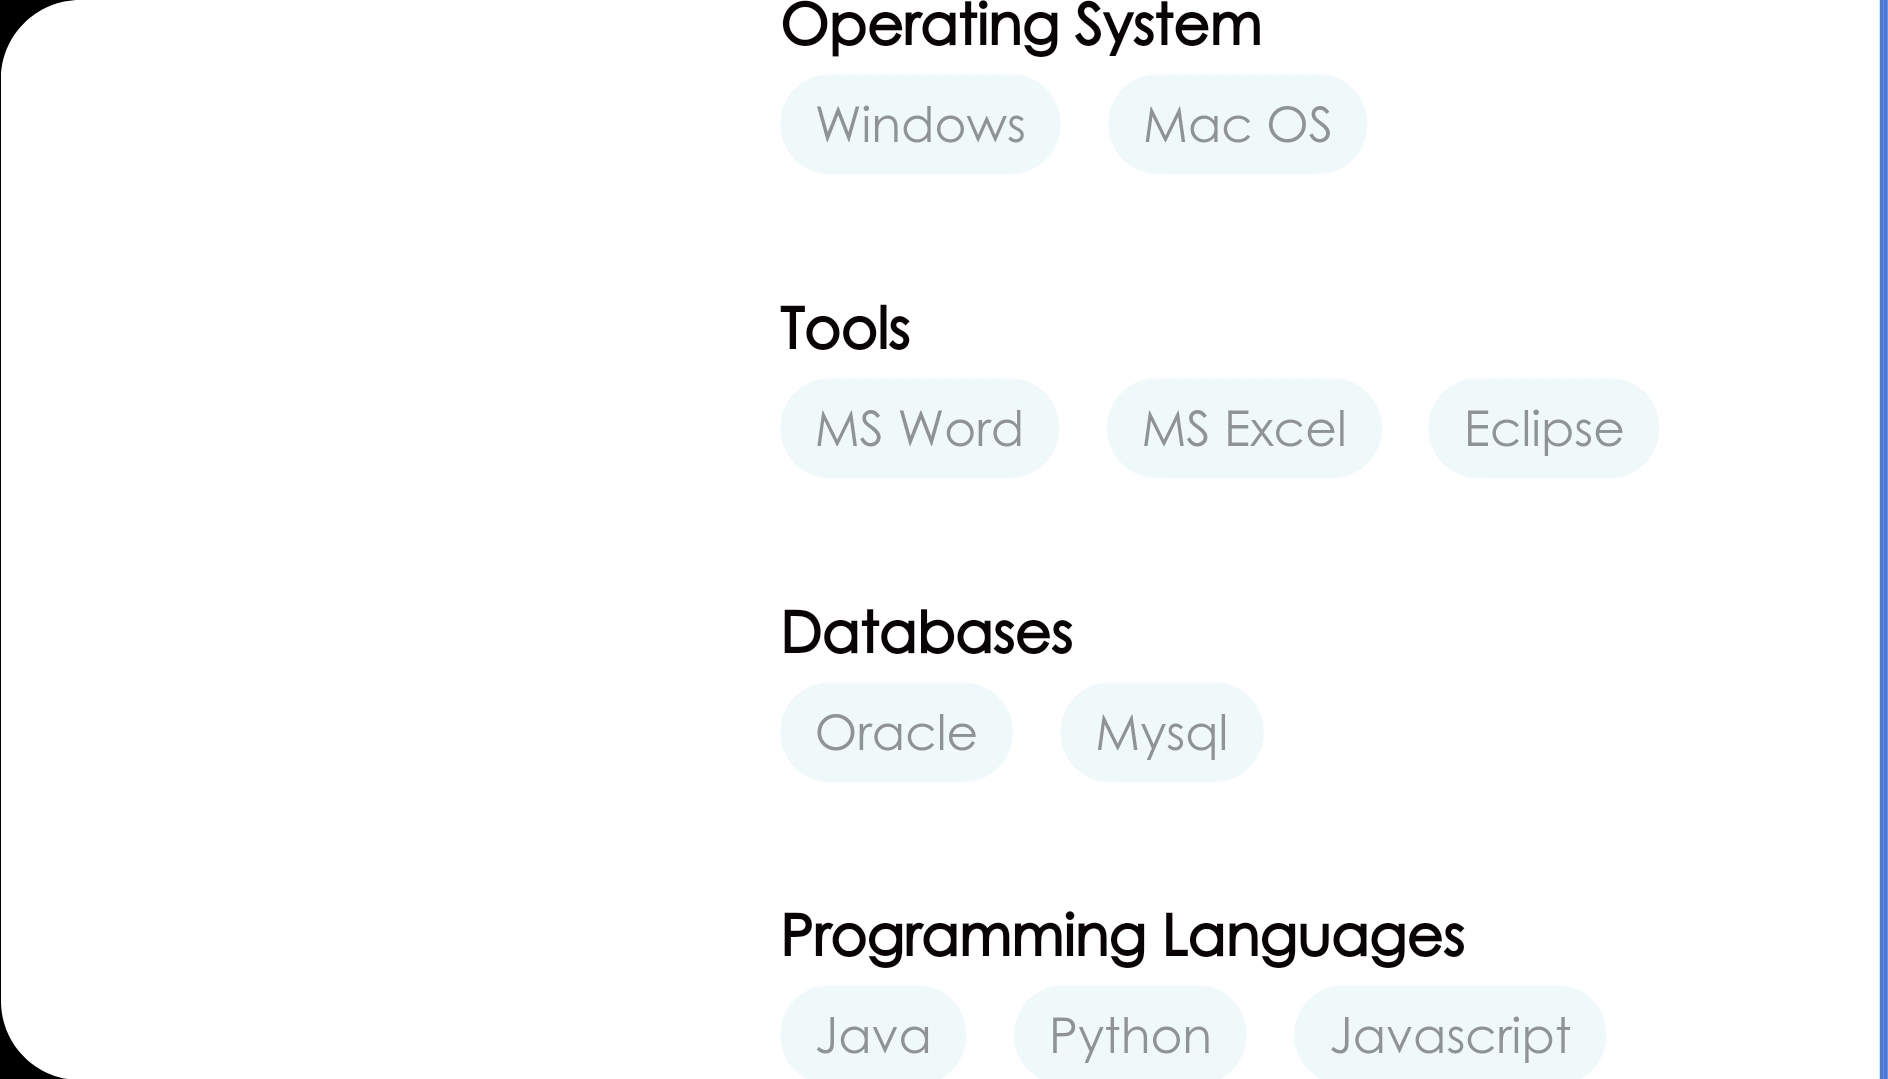 Operating System
Windows Mac OS
Tools
MS Word MS Excel Eclipse
Databases
Oracle Mysql
Programming Languages
Java Python Javascript